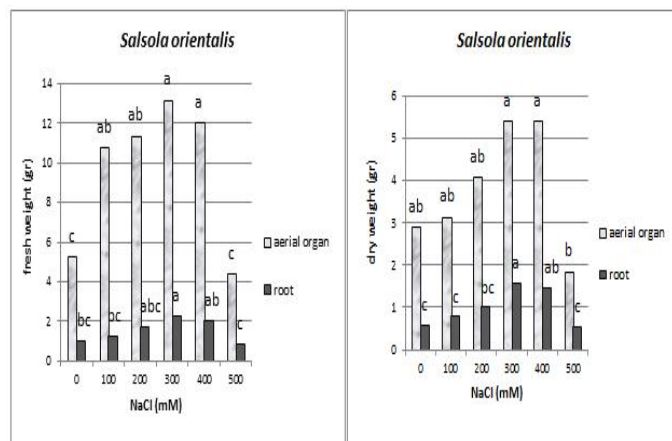 Salsola orientalis
fresh weight (gr)
14
12
10
8
6
4
2
0
c
ab
ab
a
a
c
bc
bc
abc
a
ab
c
0 100 200 300 400 500
NaCl (mM)
aerial organ
root
Salsola orientalis
dry weight (gr)
6
5
4
3
2
1
0
ab
ab
ab
a
a
b
c
c
bc
a
ab
c
0 100 200 300 400 500
NaCl (mM)
aerial organ
root